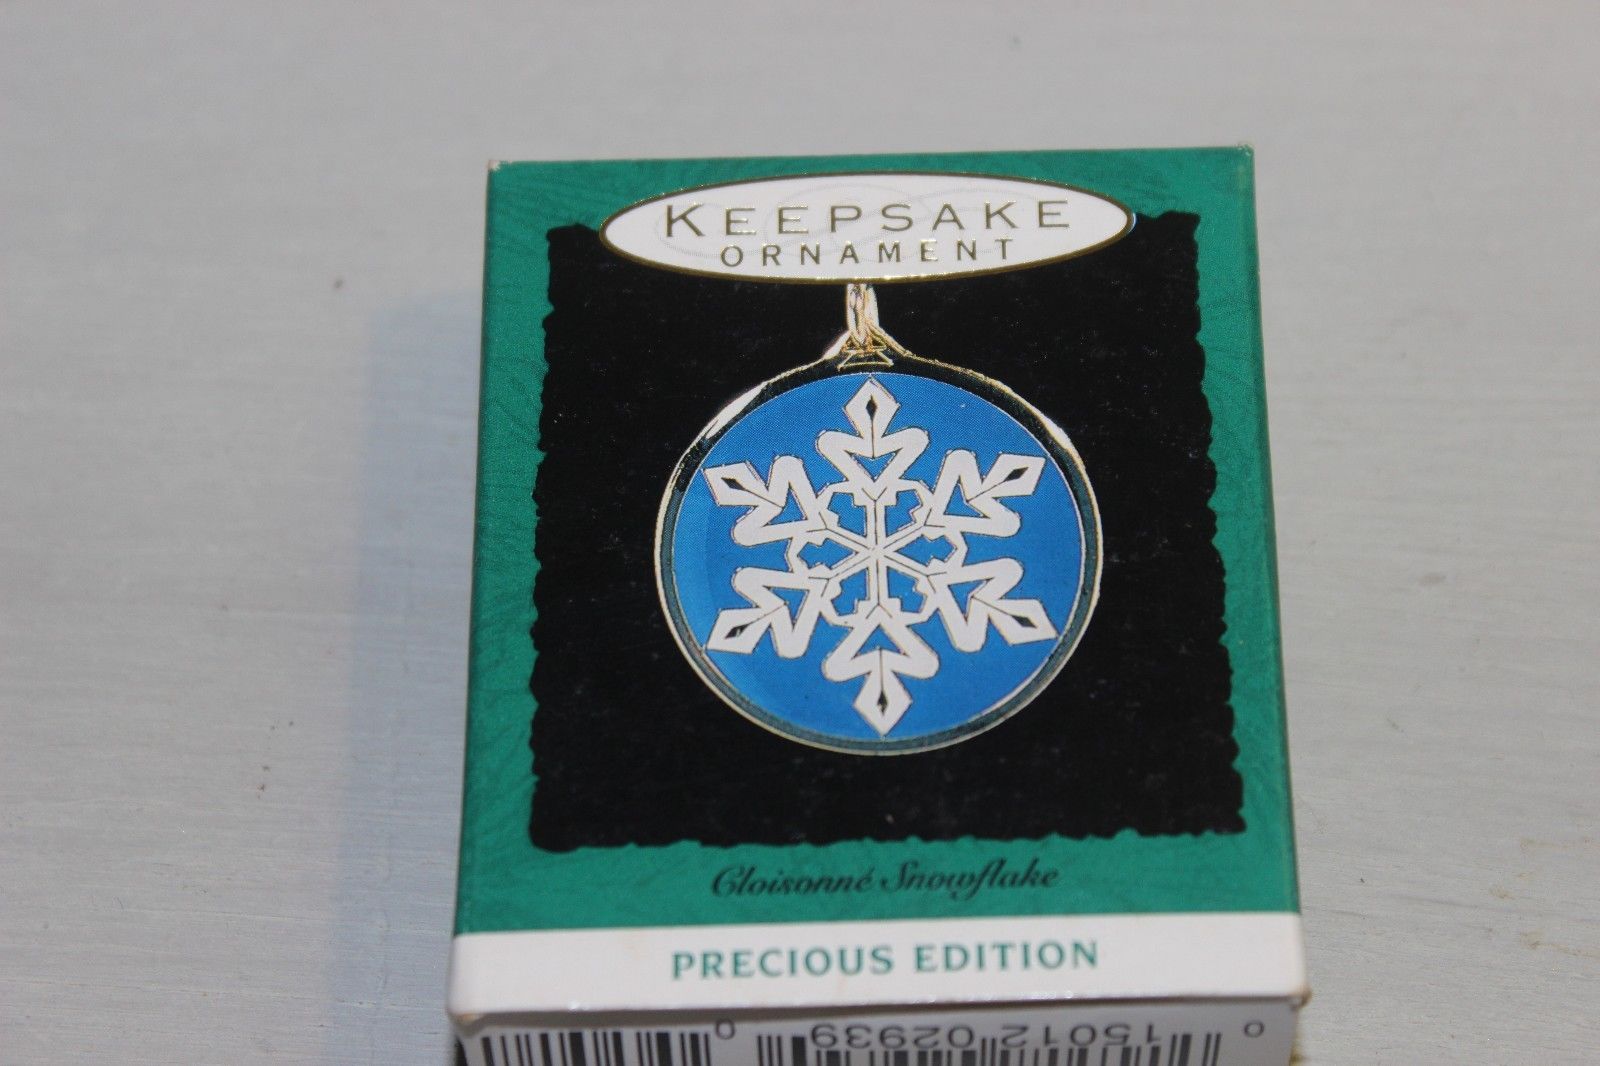 KEEPSAKE
ORNAMENT
Cloisonné Snowflake
PRECIOUS EDITION
0 15012 02939 0